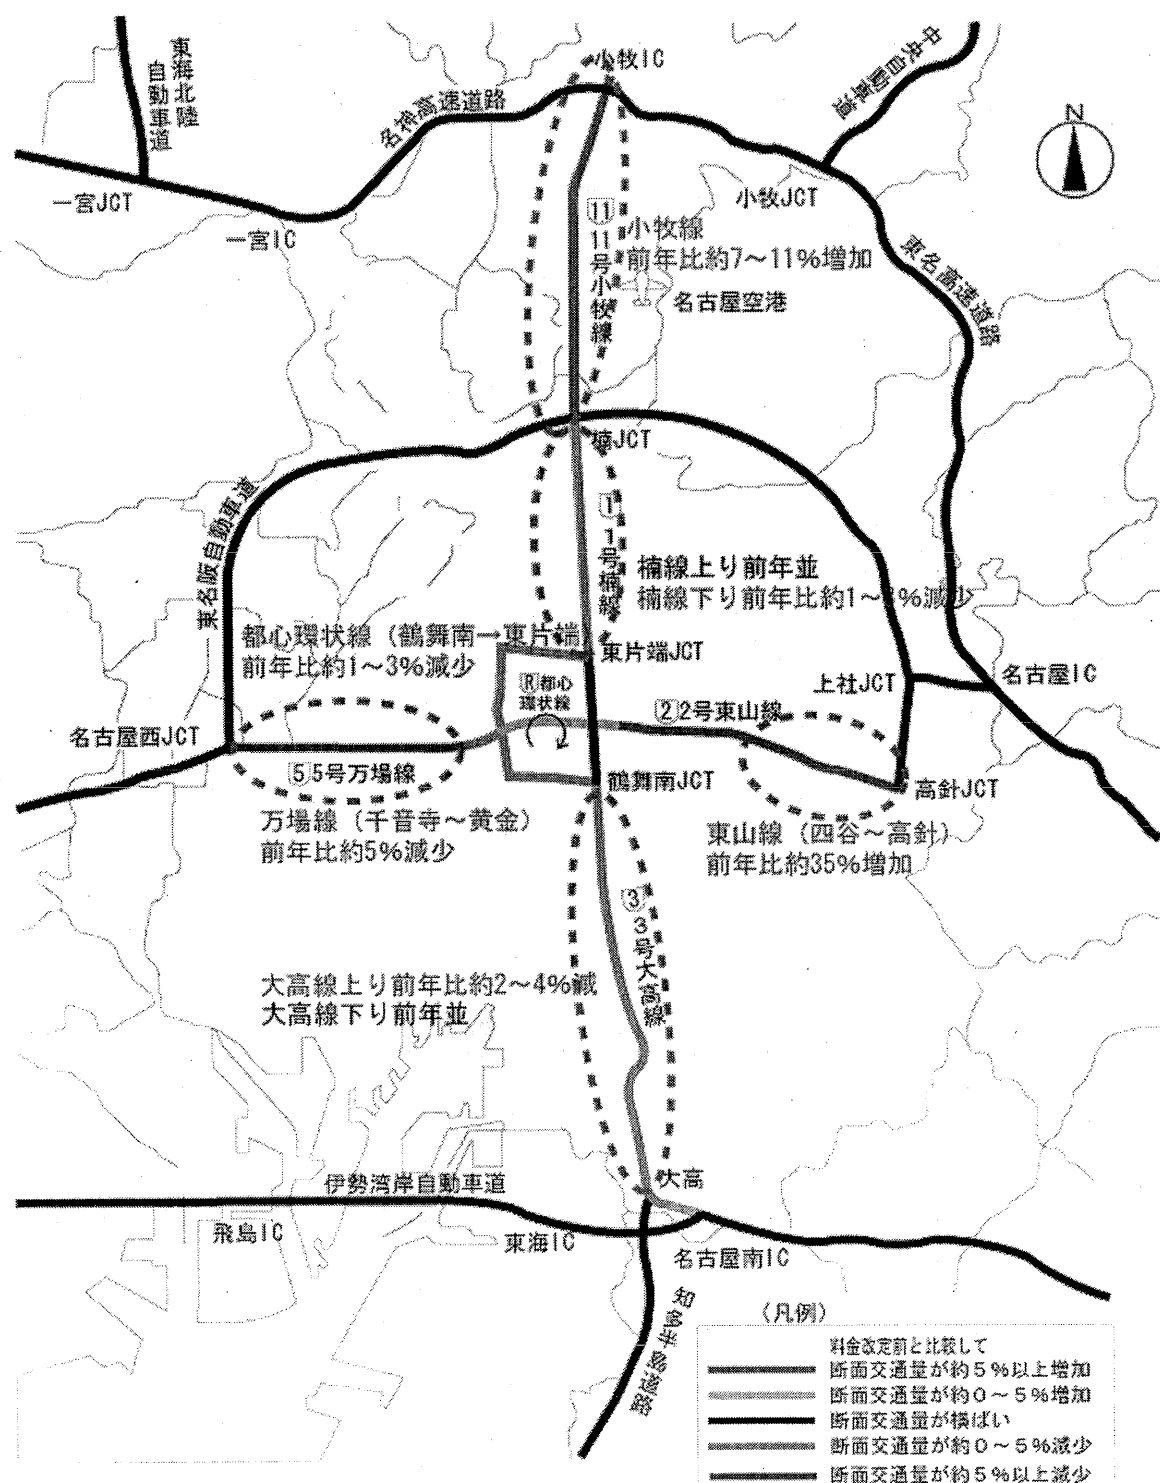 小牧IC
東海北陸
自動車道
名神高速道路
中央自動車道
N
一宮JCT
一宮IC
小牧JCT
11
11号小牧線
小牧線
前年比約7～11%増加
名古屋空港
東名高速道路
楠JCT
東名阪自動車道
1
1号楠線
楠線上り前年並
楠線下り前年比約1～%減少
都心環状線（鶴舞南→東片端）
前年比約1～3%減少
東片端JCT
R都心
環状線
上社JCT
名古屋IC
②2号東山線
名古屋西JCT
⑤5号万場線
鶴舞南JCT
高針JCT
万場線（千音寺～黄金）
前年比約5%減少
東山線（四谷～高針）
前年比約35%増加
③
3号大高線
大高線上り前年比約2～4%減
大高線下り前年並
大高
伊勢湾岸自動車道
飛島IC
東海IC
名古屋南IC
知多半島道路
（凡例）
料金改定前と比較して
断面交通量が約５％以上増加
断面交通量が約０～５％増加
断面交通量が横ばい
断面交通量が約０～５％減少
断面交通量が約５％以上減少